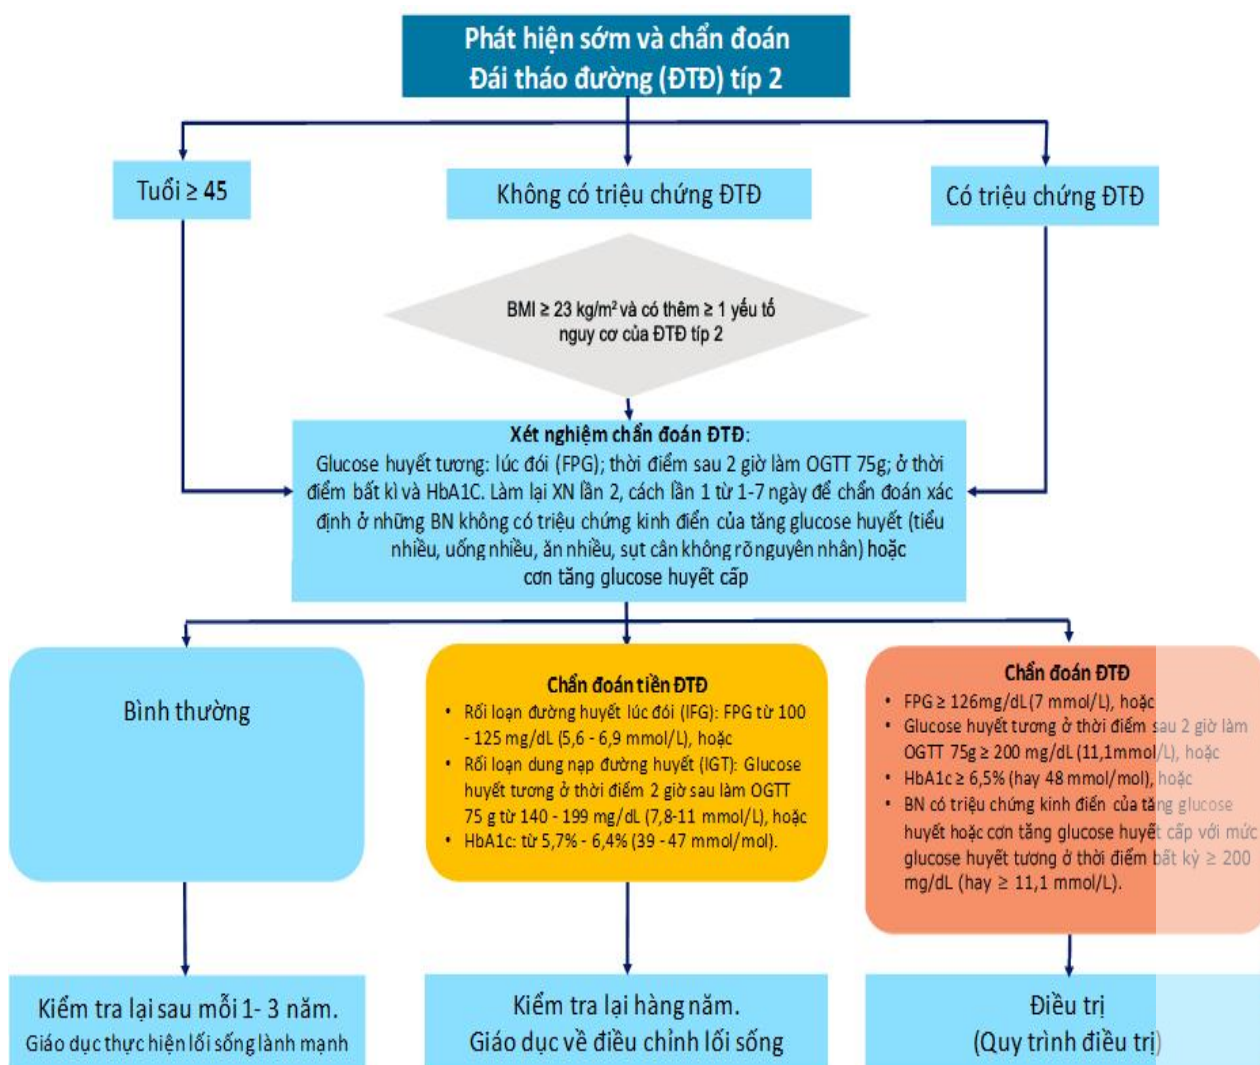 Phát hiện sớm và chẩn đoán
Đái tháo đường (ĐTĐ) típ 2
Tuổi ≥ 45
Không có triệu chứng ĐTĐ
Có triệu chứng ĐTĐ
BMI ≥ 23 kg/m² và có thêm ≥ 1 yếu tố
nguy cơ của ĐTĐ típ 2
Xét nghiệm chẩn đoán ĐTĐ:
Glucose huyết tương: lúc đói (FPG); thời điểm sau 2 giờ làm OGTT 75g; ở thời
điểm bất kì và HbA1C. Làm lại XN lần 2, cách lần 1 từ 1-7 ngày để chẩn đoán xác
định ở những BN không có triệu chứng kinh điển của tăng glucose huyết (tiểu
nhiều, uống nhiều, ăn nhiều, sụt cân không rõ nguyên nhân) hoặc
cơn tăng glucose huyết cấp
Bình thường
Chẩn đoán tiền ĐTĐ
• Rối loạn đường huyết lúc đói (IFG): FPG từ 100
- 125 mg/dL (5,6 - 6,9 mmol/L), hoặc
• Rối loạn dung nạp đường huyết (IGT): Glucose
huyết tương ở thời điểm 2 giờ sau làm OGTT
75 g từ 140 - 199 mg/dL (7,8-11 mmol/L), hoặc
• HbA1c: từ 5,7% - 6,4% (39 - 47 mmol/mol).
Chẩn đoán ĐTĐ
• FPG ≥ 126mg/dL (7 mmol/L), hoặc
• Glucose huyết tương ở thời điểm sau 2 giờ làm
OGTT 75g ≥ 200 mg/dL (11,1mmol/L), hoặc
• HbA1c ≥ 6,5% (hay 48 mmol/mol), hoặc
• BN có triệu chứng kinh điển của tăng glucose
huyết hoặc cơn tăng glucose huyết cấp với mức
glucose huyết tương ở thời điểm bất kỳ ≥ 200
mg/dL (hay ≥ 11,1 mmol/L).
Kiểm tra lại sau mỗi 1- 3 năm.
Giáo dục thực hiện lối sống lành mạnh
Kiểm tra lại hàng năm.
Giáo dục về điều chỉnh lối sống
Điều trị
(Quy trình điều trị)